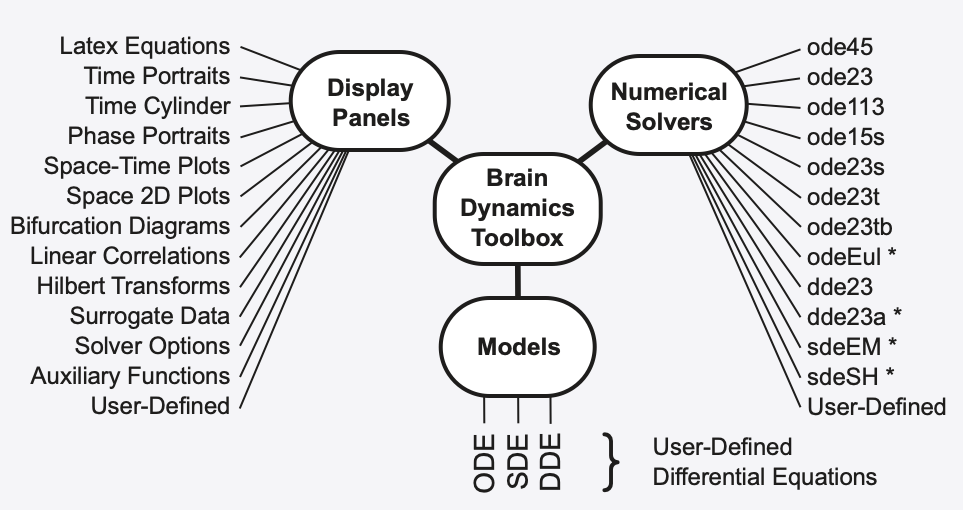 Latex Equations
Time Portraits
Time Cylinder
Phase Portraits
Space-Time Plots
Space 2D Plots
Bifurcation Diagrams
Linear Correlations
Hilbert Transforms
Surrogate Data
Solver Options
Auxiliary Functions
User-Defined
Display
Panels
Brain
Dynamics
Toolbox
Models
ODE
SDE
DDE
}
User-Defined
Differential Equations
Numerical
Solvers
ode45
ode23
ode113
ode15s
ode23s
ode23t
ode23tb
odeEul *
dde23
dde23a *
sdeEM *
sdeSH *
User-Defined